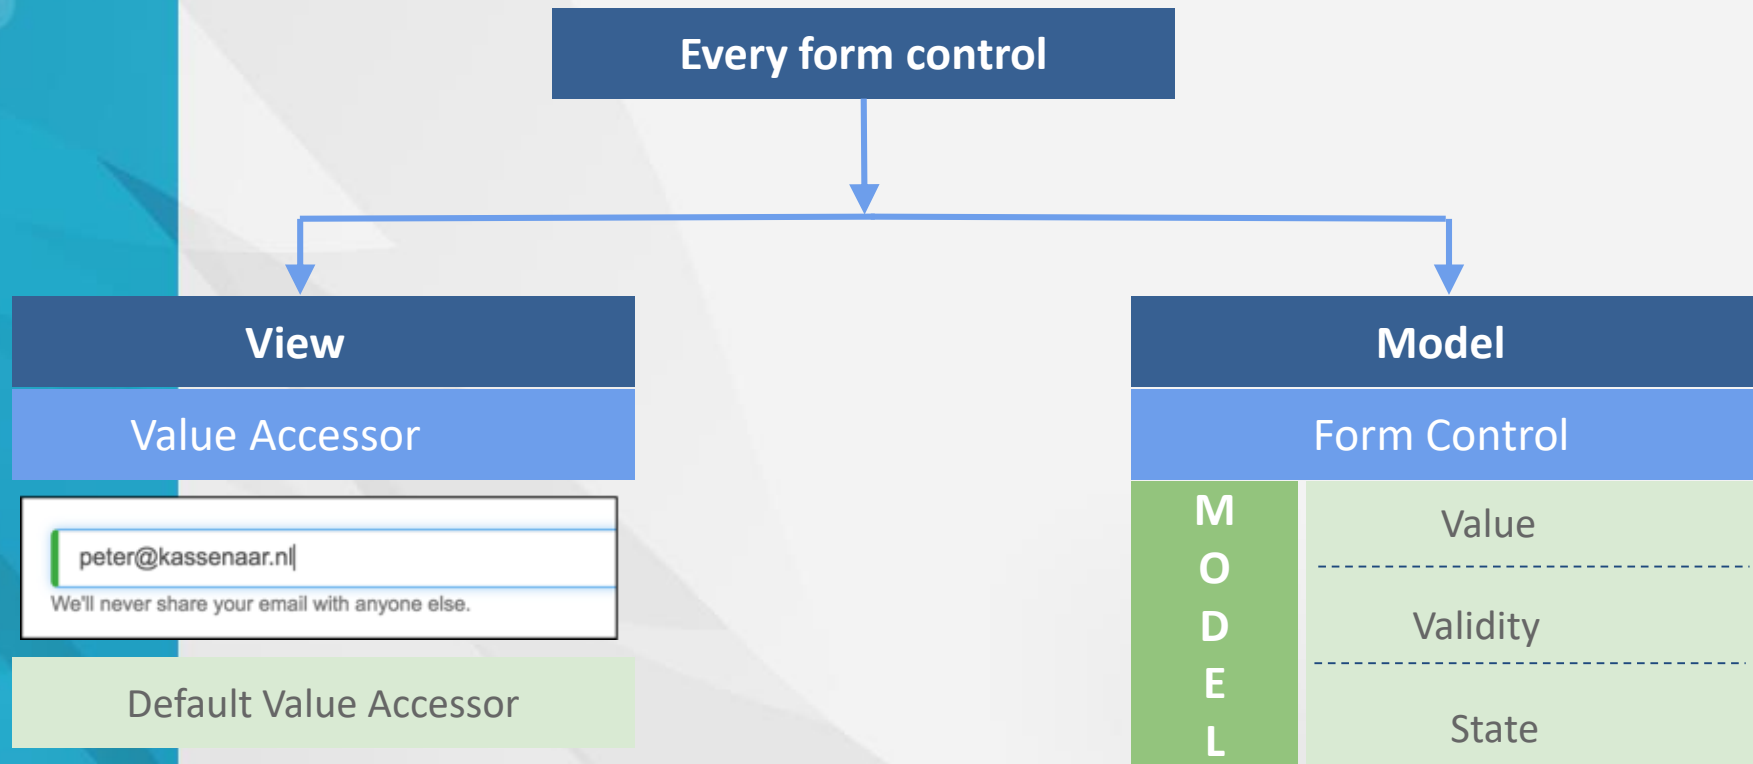 Every form control
View
Value Accessor
peter@kassenaar.nl
We'll never share your email with anyone else.
Default Value Accessor
Model
Form Control
M
O
D
E
L
Value
Validity
State